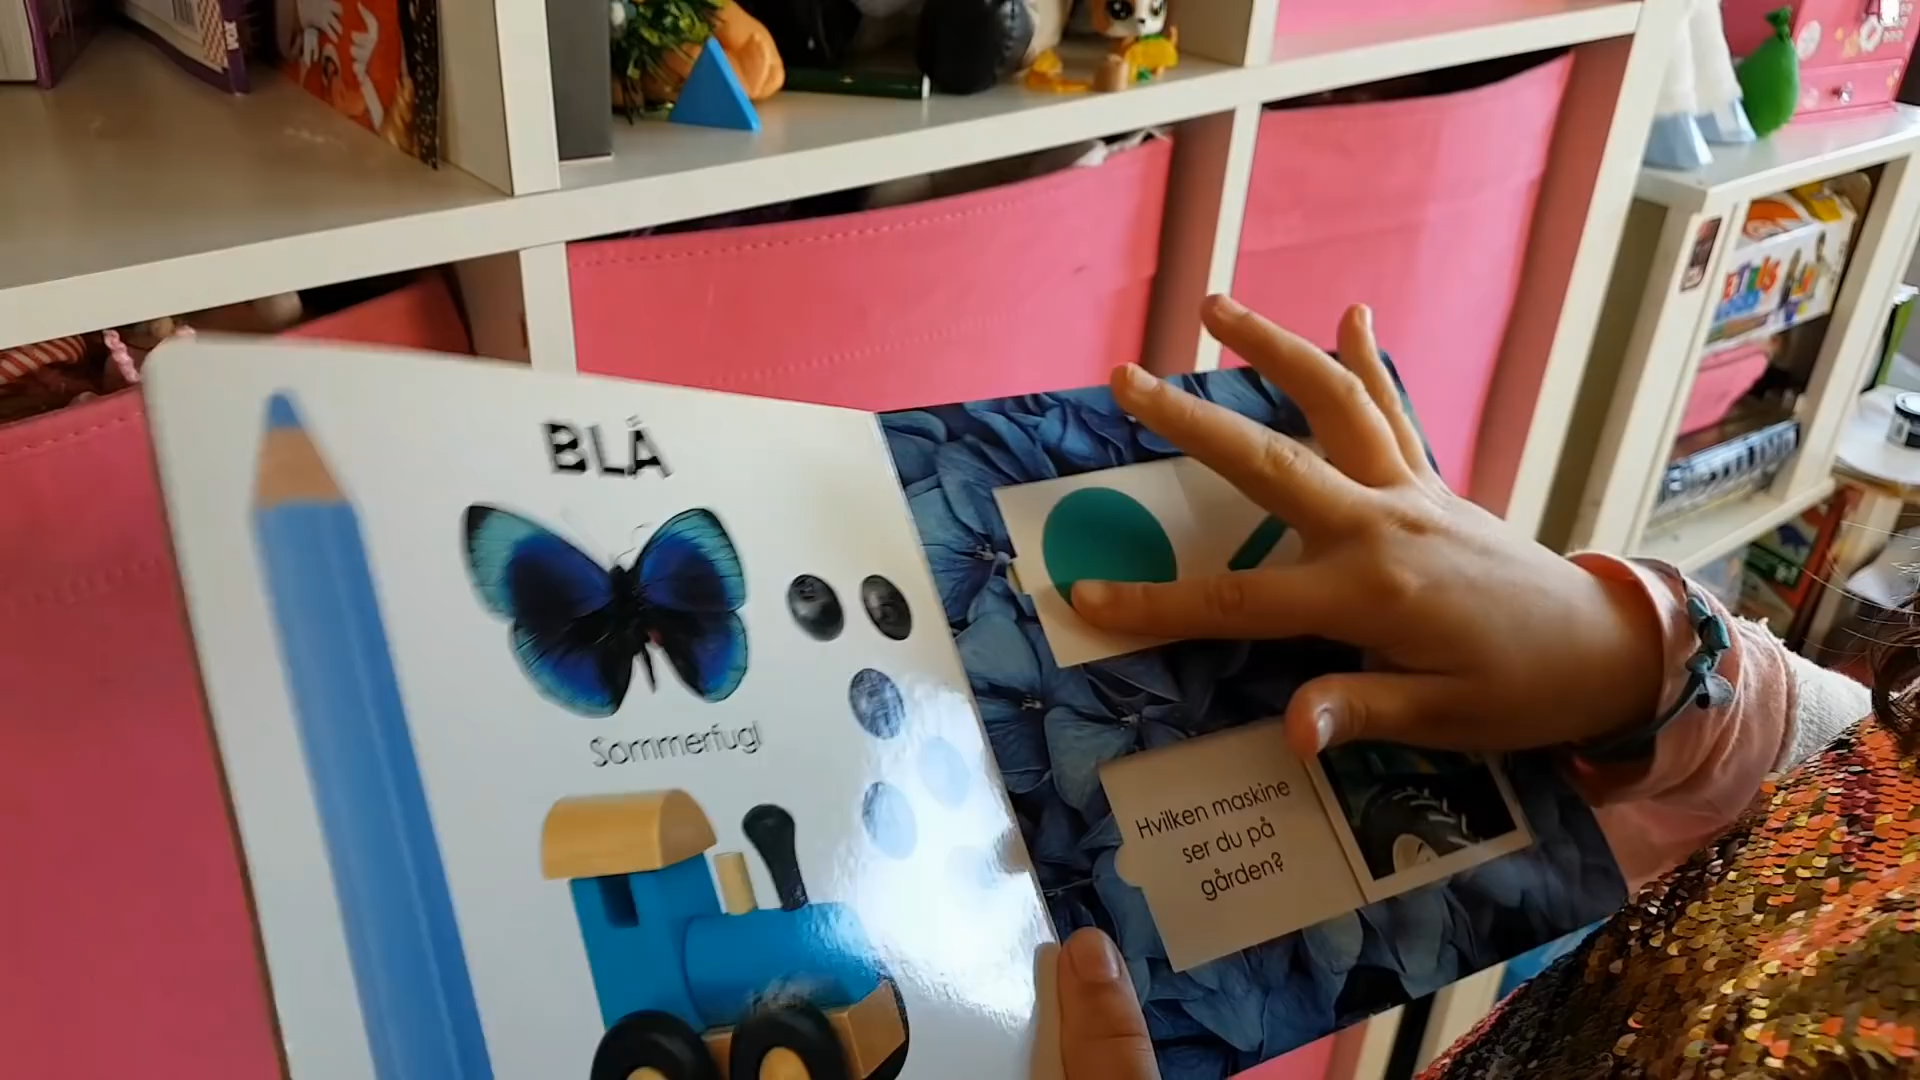 BLÅ
Sommerfugl
Hvilken maskine
ser du på
gården?